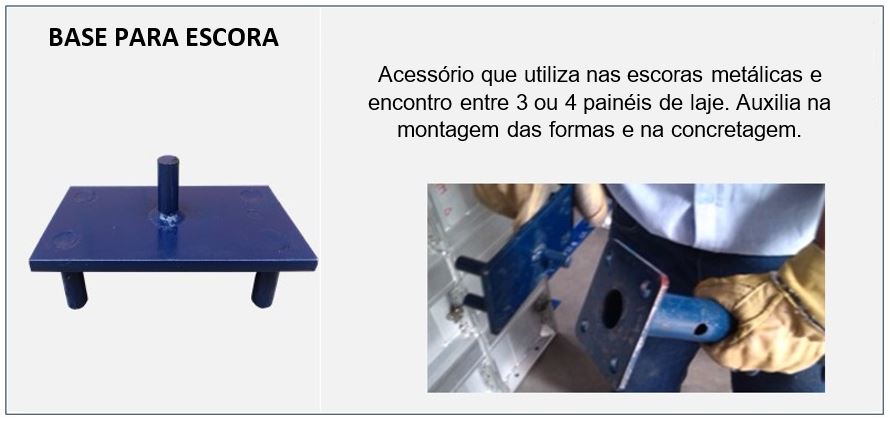 BASE PARA ESCORA
Acessório que utiliza nas escoras metálicas e
encontro entre 3 ou 4 painéis de laje. Auxilia na
montagem das formas e na concretagem.